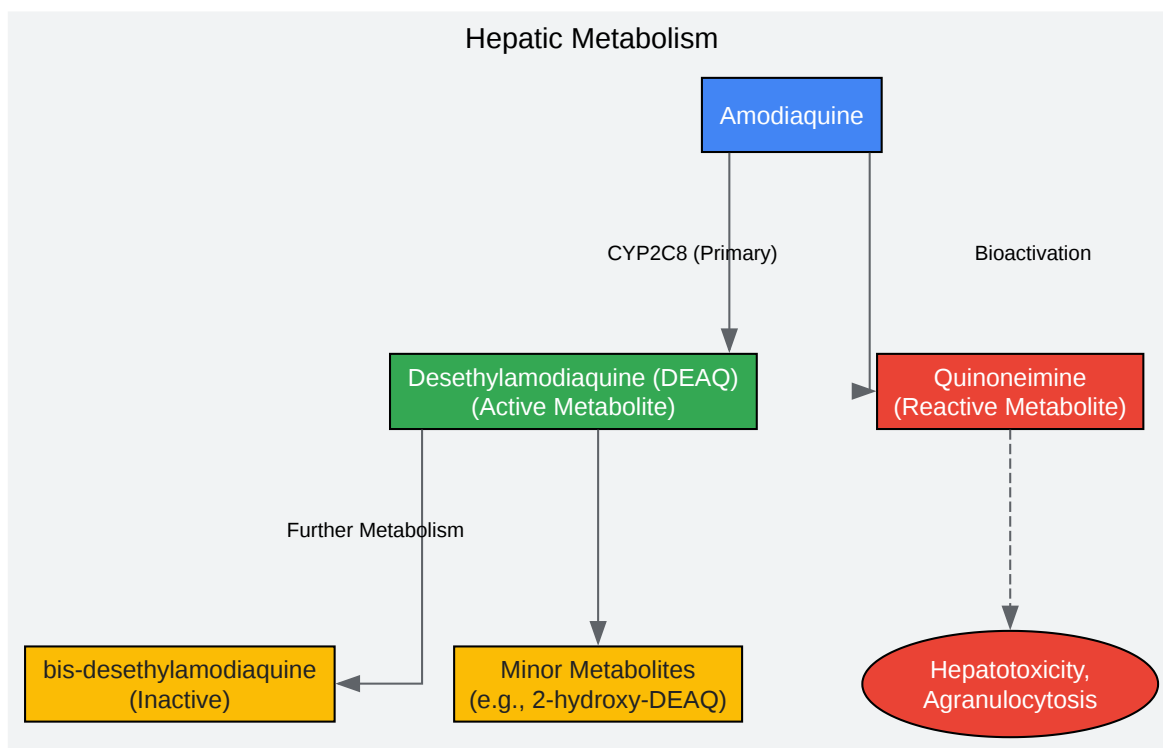 Hepatic Metabolism
Amodiaquine
CYP2C8 (Primary)
Bioactivation
Desethylamodiaquine (DEAQ)
(Active Metabolite)
Quinoneimine
(Reactive Metabolite)
Further Metabolism
bis-desethylamodiaquine
(Inactive)
Minor Metabolites
(e.g., 2-hydroxy-DEAQ)
Hepatotoxicity,
Agranulocytosis